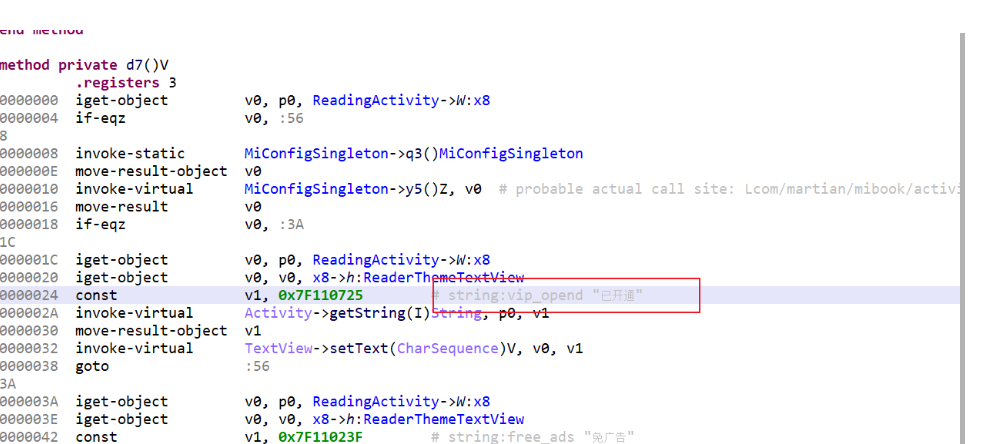 end method
method private d7()V
.registers 3
0000000 iget-object v0, p0, ReadingActivity->W:x8
0000004 if-eqz v0, :56
8
0000008 invoke-static MiConfigSingleton->q3()MiConfigSingleton
000000E move-result-object v0
0000010 invoke-virtual MiConfigSingleton->y5()Z, v0 # probable actual call site: Lcom/martian/mibook/activi
0000016 move-result v0
0000018 if-eqz v0, :3A
1C
000001C iget-object v0, p0, ReadingActivity->W:x8
0000020 iget-object v0, v0, x8->h:ReaderThemeTextView
0000024 const v1, 0x7F110725 # string:vip_opend "已开通"
000002A invoke-virtual Activity->getString(I)String, p0, v1
0000030 move-result-object v1
0000032 invoke-virtual TextView->setText(CharSequence)V, v0, v1
0000038 goto :56
3A
000003A iget-object v0, p0, ReadingActivity->W:x8
000003E iget-object v0, v0, x8->h:ReaderThemeTextView
0000042 const v1, 0x7F11023F # string:free_ads "免广告"